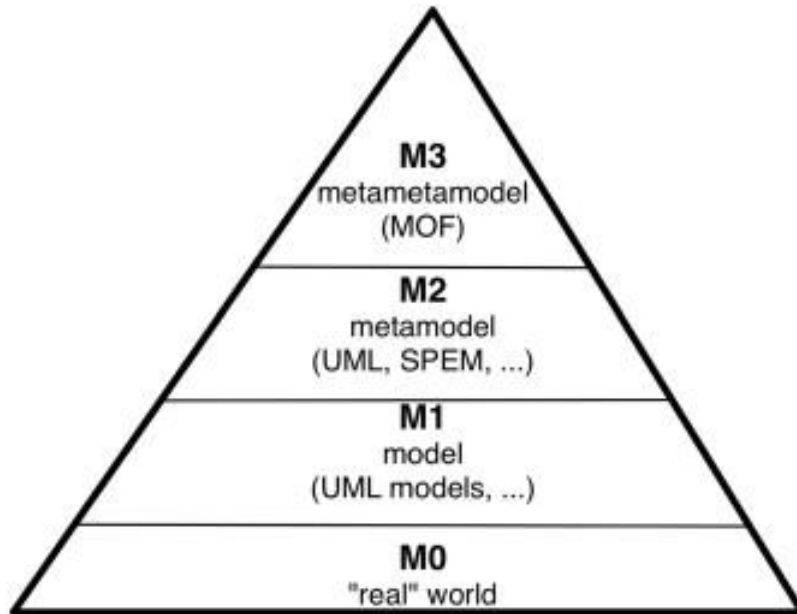 M3
metametamodel
(MOF)
M2
metamodel
(UML, SPEM, ...)
M1
model
(UML models, ...)
M0
"real" world